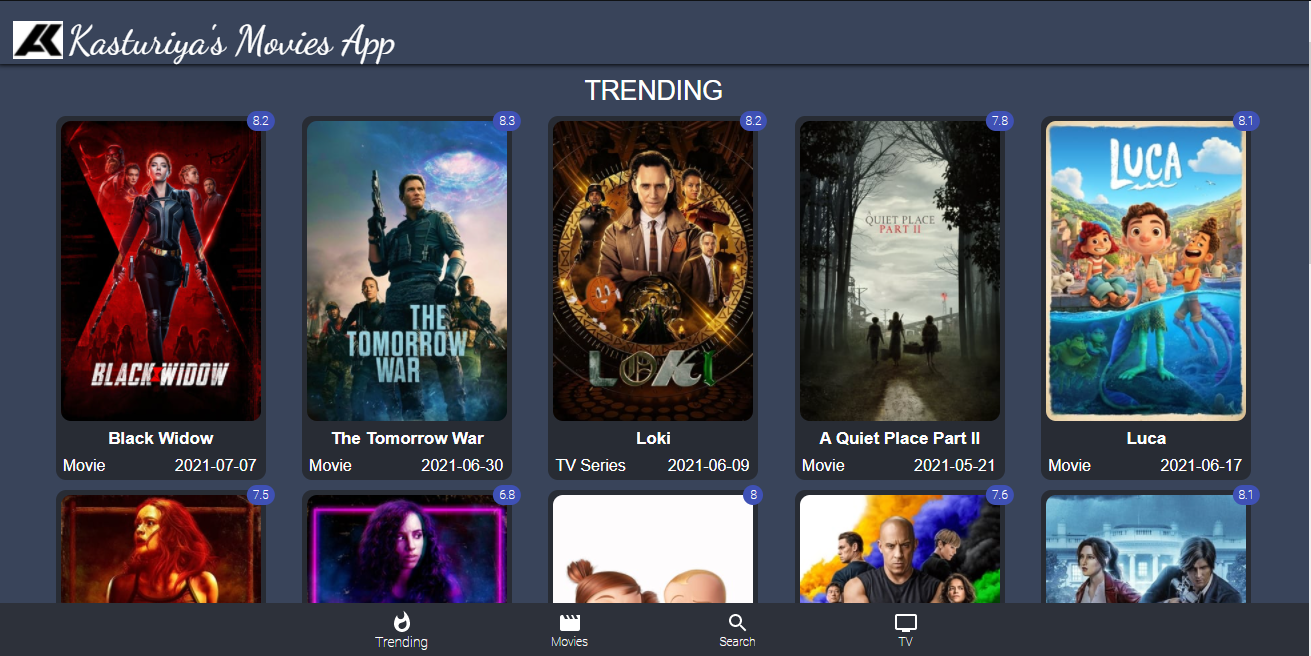 Kasturiya's Movies App
TRENDING
8.2
8.3
8.2
7.8
8.1
BLACK WIDOW
THE
TOMORROW
WAR
LOKI
A QUIET PLACE
PART II
LUCA
Black Widow
The Tomorrow War
Loki
A Quiet Place Part II
Luca
Movie 2021-07-07
Movie 2021-06-30
TV Series 2021-06-09
Movie 2021-05-21
Movie 2021-06-17
7.5
6.8
8
7.6
8.1
Trending
Movies
Search
TV